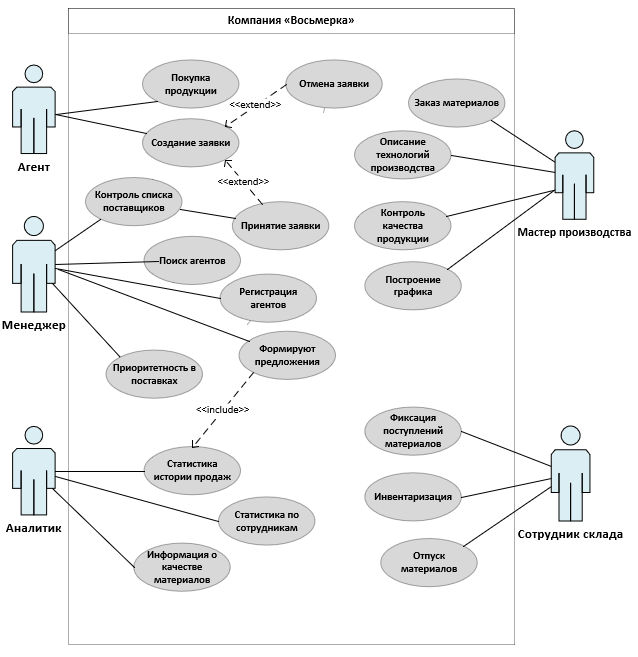 Компания «Восьмерка»
Покупка
продукции
Отмена заявки
<<extend>>
Заказ материалов
Создание заявки
Агент
Описание
технологий
производства
<<extend>>
Контроль списка
поставщиков
Принятие заявки
Контроль
качества
продукции
Мастер производства
Поиск агентов
Регистрация
агентов
Построение
графика
Менеджер
Формируют
предложения
Приоритетность в
поставках
<<include>>
Фиксация
поступлений
материалов
Статистика
истории продаж
Инвентаризация
Аналитик
Статистика по
сотрудникам
Сотрудник склада
Информация о
качестве
материалов
Отпуск
материалов